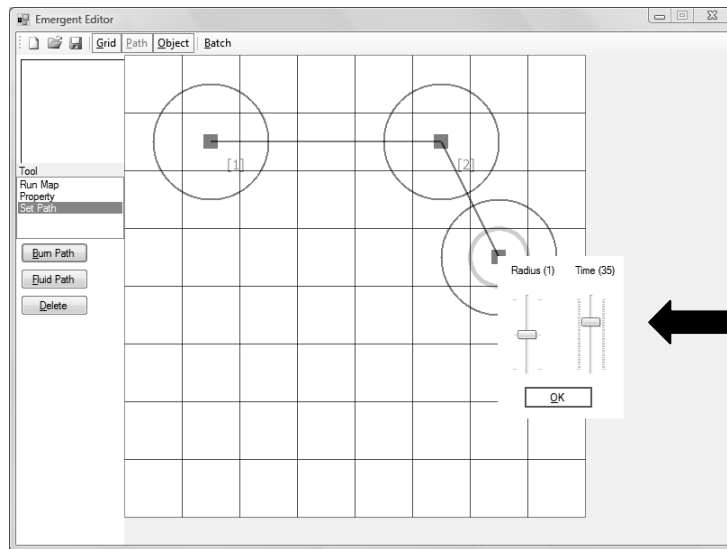 Emergent Editor
Grid Path Object Batch
Tool
Run Map
Property
Set Path
Burn Path
Fluid Path
Delete
[1]
[2]
Radius (1) Time (35)
OK